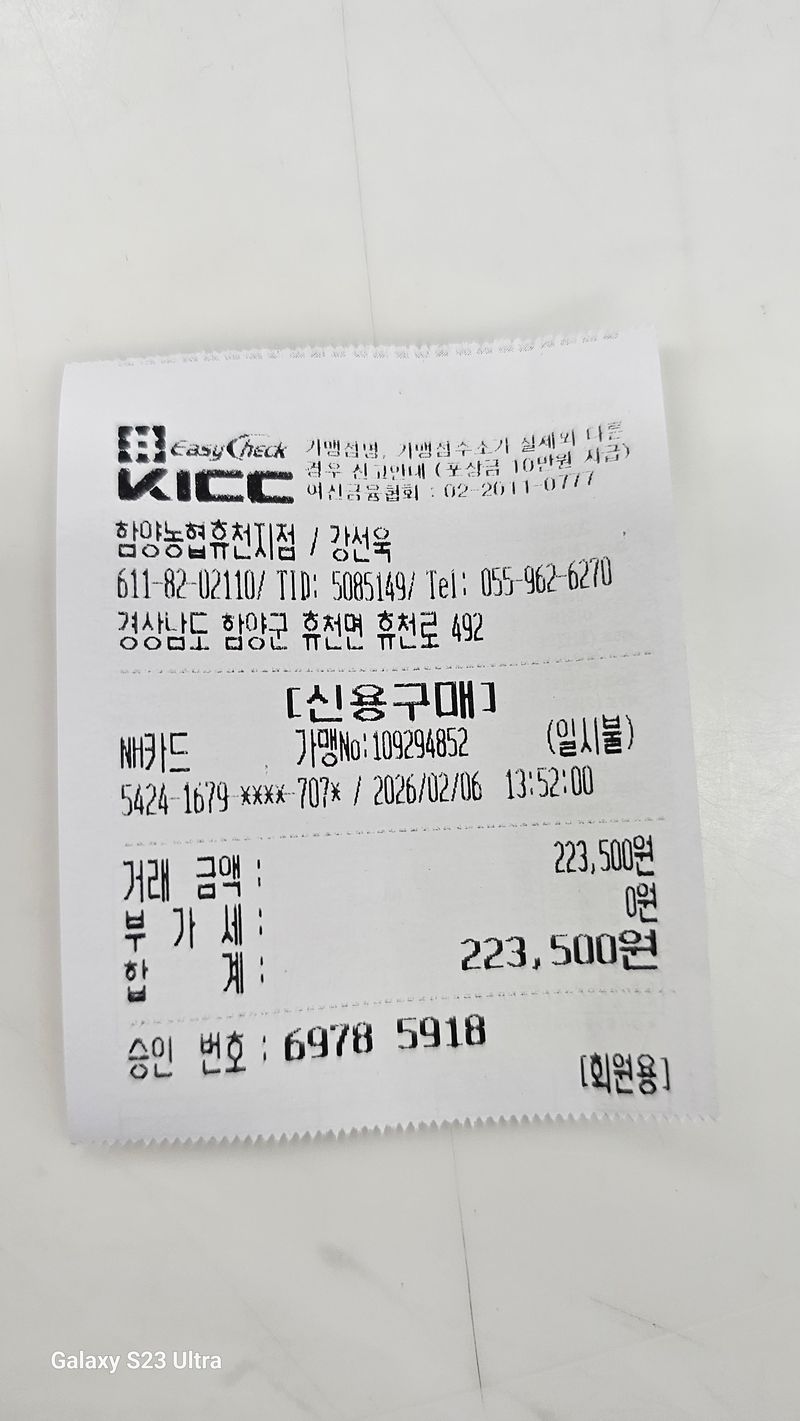 EasyCheck
KICC
가맹점명, 가맹점주소가 실제와 다른
경우 신고안내 (포상금 10만원 지급)
여신금융협회 : 02-2011-0777
함양농협휴천지점 / 강선욱
611-82-02110/ TID: 5085149/ Tel: 055-962-6270
경상남도 함양군 휴천면 휴천로 492
[신용구매]
NH카드 가맹No:109294852 (일시불)
5424-1679-****-707* / 2026/02/06 13:52:00
거래 금액 : 223,500원
부 가 세 : 0원
합 계 : 223,500원
승인 번호 : 6978 5918
[회원용]
Galaxy S23 Ultra